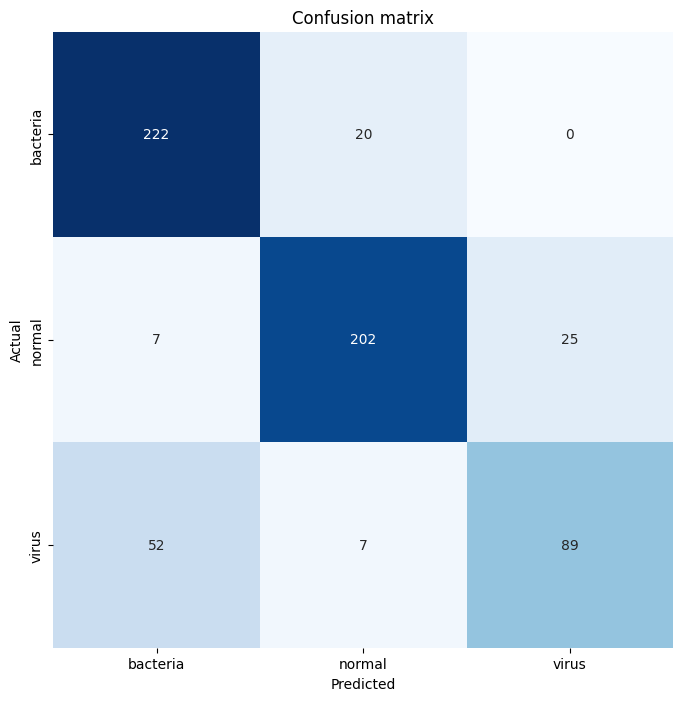 Confusion matrix
bacteria
222
20
0
Actual
normal
7
202
25
virus
52
7
89
bacteria
normal
virus
Predicted